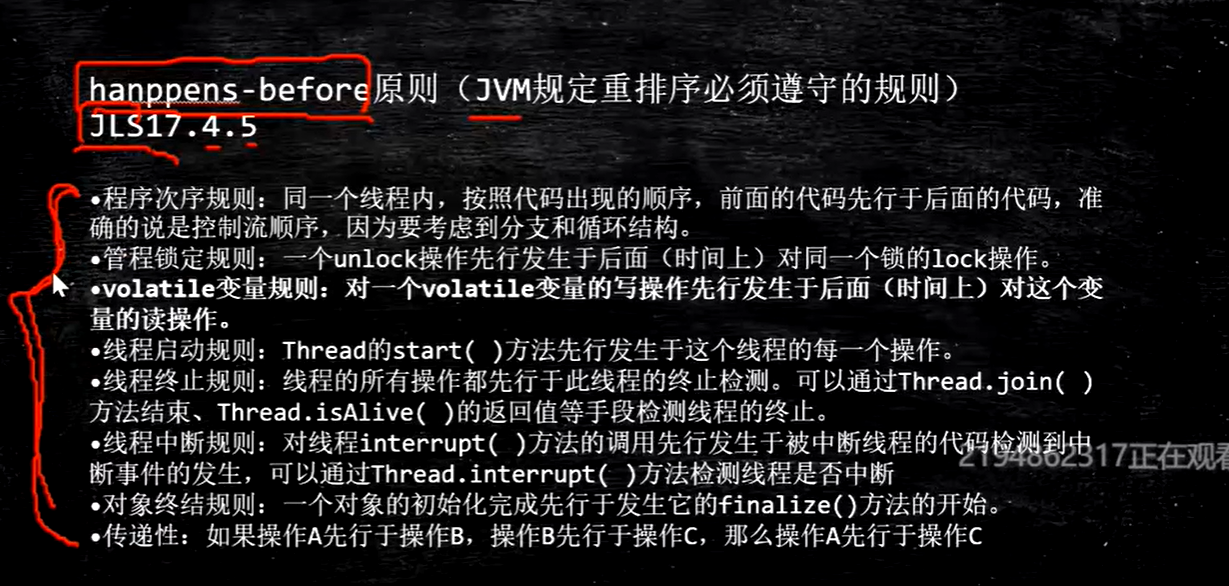 hanppens-before原则（JVM规定重排序必须遵守的规则）
JLS17.4.5
•程序次序规则：同一个线程内，按照代码出现的顺序，前面的代码先行于后面的代码，准
确的说是控制流顺序，因为要考虑到分支和循环结构。
•管程锁定规则：一个unlock操作先行发生于后面（时间上）对同一个锁的lock操作。
•volatile变量规则：对一个volatile变量的写操作先行发生于后面（时间上）对这个变
量的读操作。
•线程启动规则：Thread的start( )方法先行发生于这个线程的每一个操作。
•线程终止规则：线程的所有操作都先行于此线程的终止检测。可以通过Thread.join( )
方法结束、Thread.isAlive( )的返回值等手段检测线程的终止。
•线程中断规则：对线程interrupt( )方法的调用先行发生于被中断线程的代码检测到中
断事件的发生，可以通过Thread.interrupt( )方法检测线程是否中断
2194862317正在观看
•对象终结规则：一个对象的初始化完成先行于发生它的finalize()方法的开始。
•传递性：如果操作A先行于操作B，操作B先行于操作C，那么操作A先行于操作C